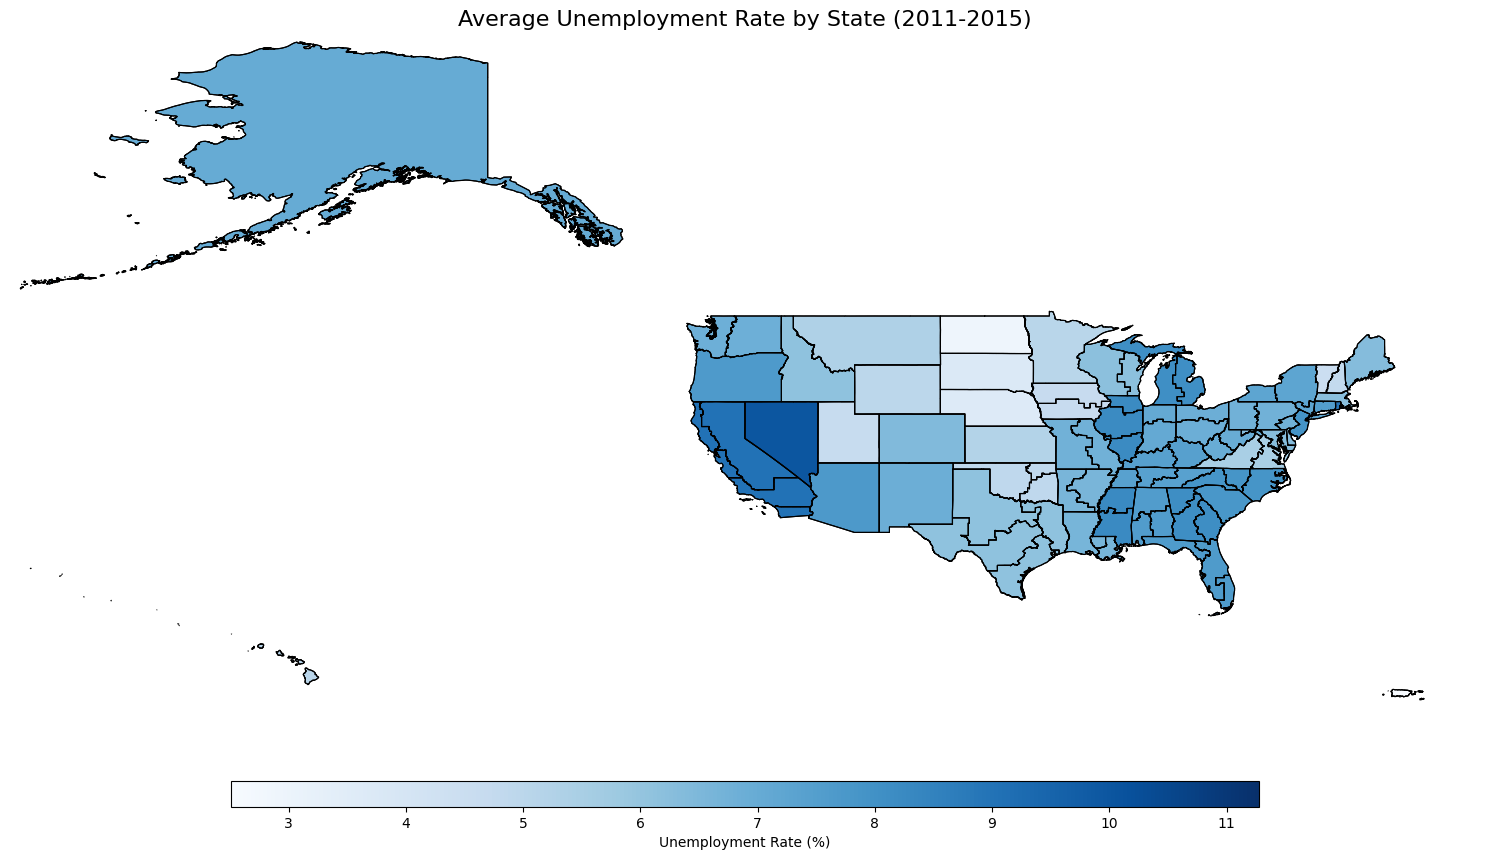 Average Unemployment Rate by State (2011-2015)
3 4 5 6 7 8 9 10 11
Unemployment Rate (%)